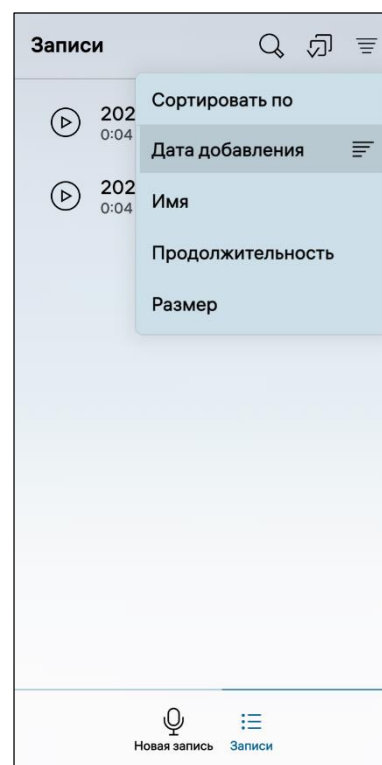 Записи
Сортировать по
202
0:04
Дата добавления
202
0:04
Имя
Продолжительность
Размер
Новая запись
Записи